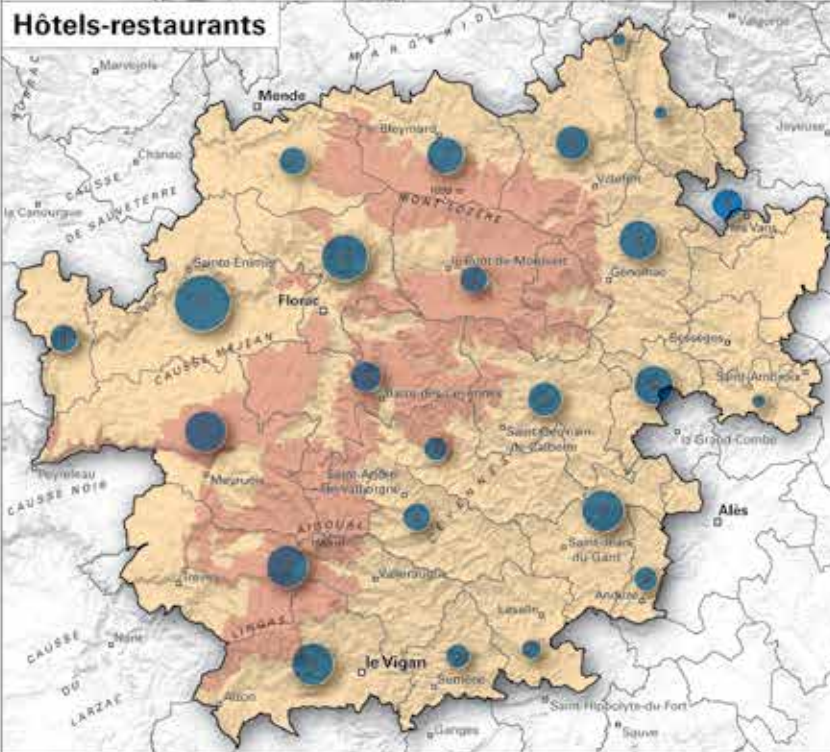 Hôtels-restaurants
Valgorge
MARGERIDE
Marvejols
Mende
Bleymard
Joyeuse
Chanac
CAUSSE
DE SAUVETERRE
la Canourgue
Villefort
MONT-LOZÈRE
les Vans
Sainte-Enimie
le Pont-de-Montvert
Génolhac
Florac
CAUSSE MÉJEAN
Bessèges
Saint-Ambroix
Barre-des-Cévennes
Saint-Germain-
de-Calberte
la Grand-Combe
Peyreleau
CAUSSE NOIR
Meyrueis
Saint-André-
de-Valborgne
CÉVENNES
Alès
AIGOUAL
Saint-Jean-
du-Gard
Trèves
Valleraugue
Anduze
Lasalle
LINGAS
CAUSSE
DU
LARZAC
Nant
le Vigan
Sumène
Alzon
Saint-Hippolyte-du-Fort
Ganges
Sauve